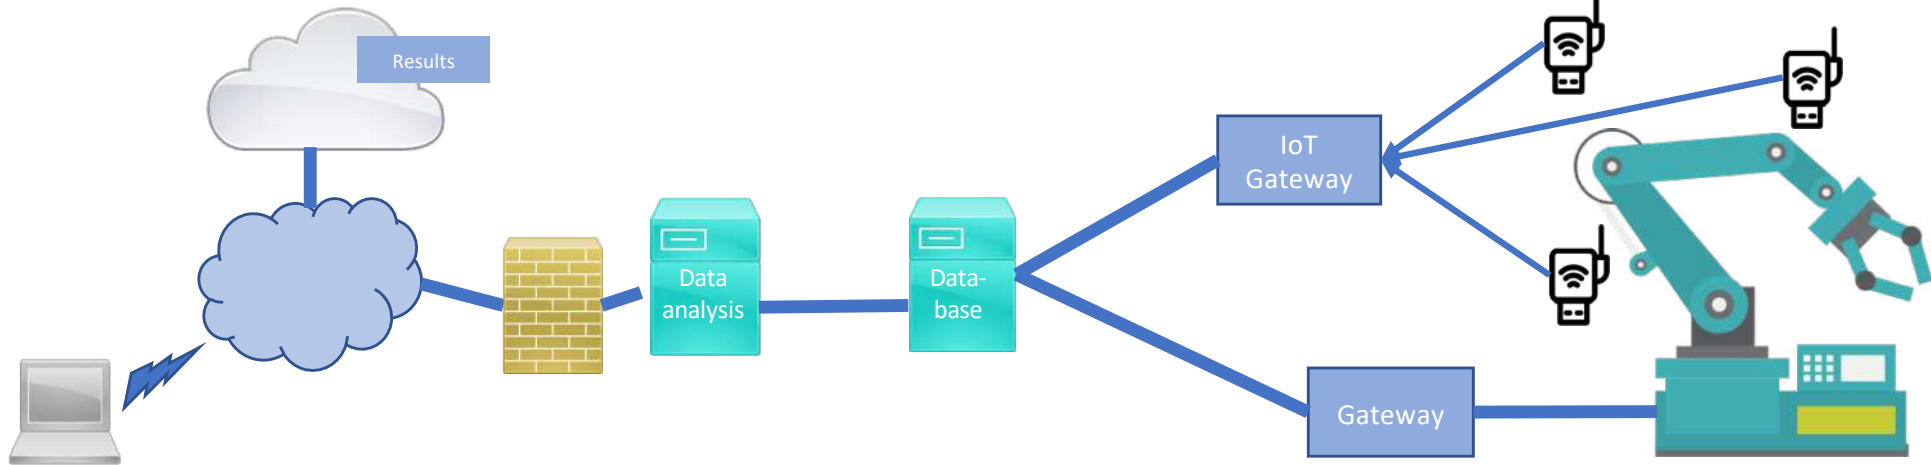 Results
Data
analysis
Data-
base
IoT
Gateway
Gateway